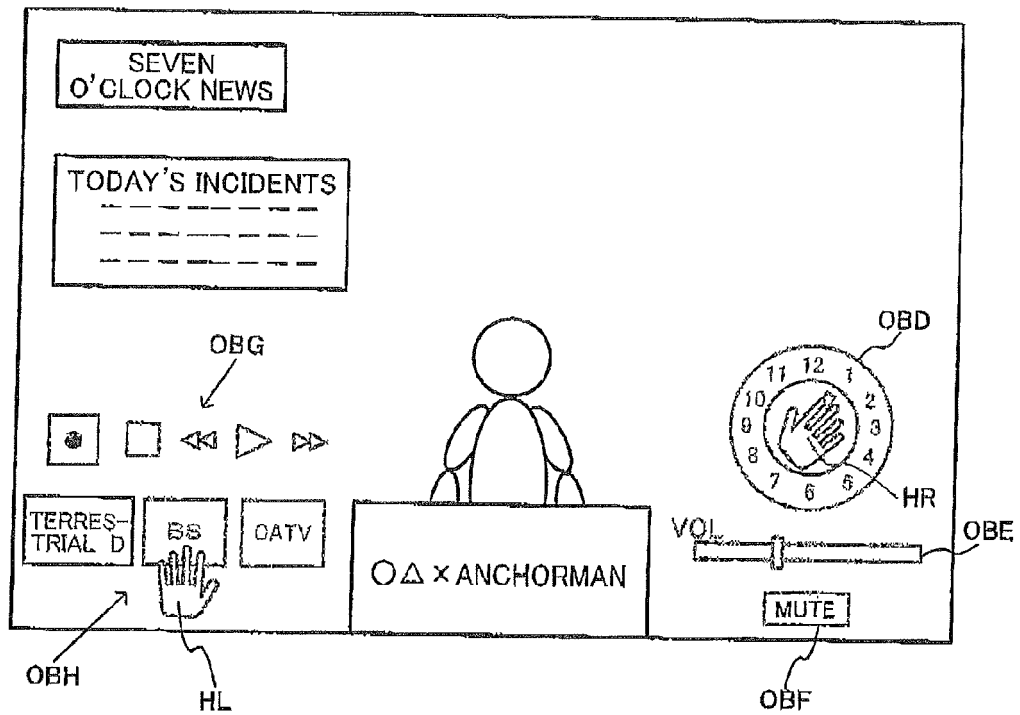 SEVEN
O'CLOCK NEWS
TODAY'S INCIDENTS
OBD
OBG
12
11
1
10
2
9
3
8
4
7
5
6
HR
TERRES-
TRIAL D
BS
CATV
VOL
OBE
○△×ANCHORMAN
MUTE
OBH
HL
OBF